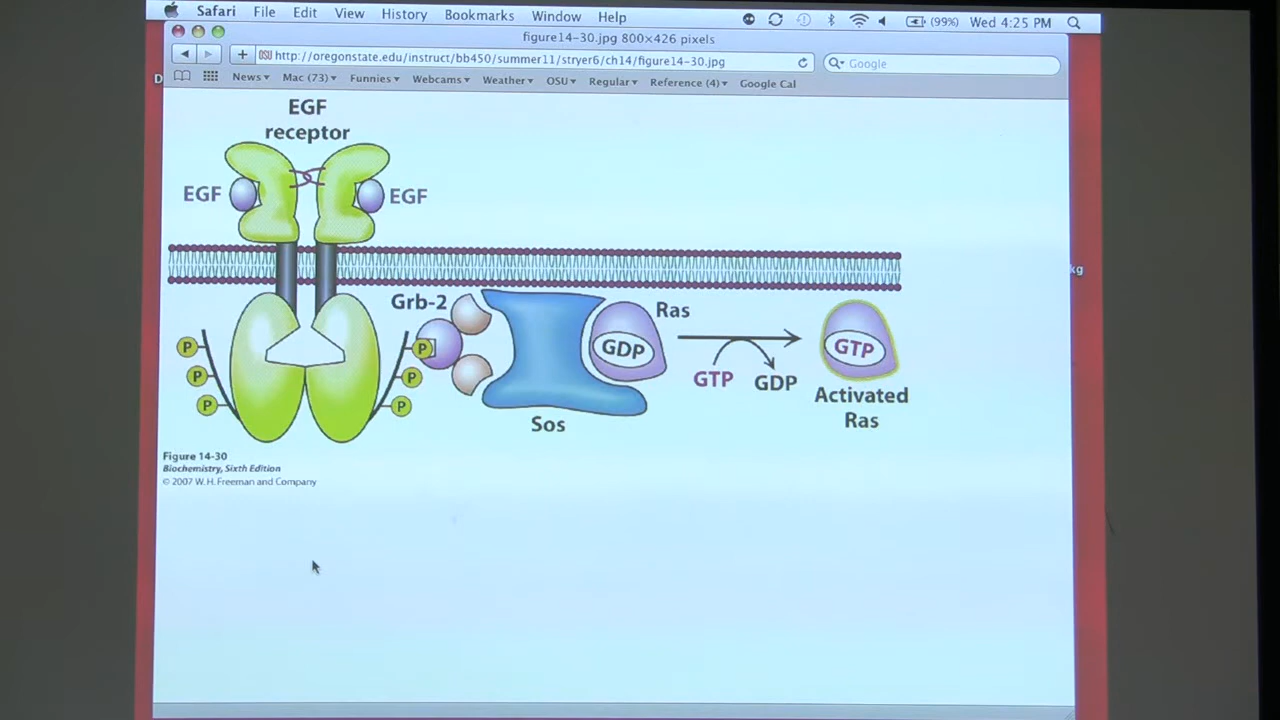 Safari File Edit View History Bookmarks Window Help (99%) Wed 4:25 PM
figure14-30.jpg 800×426 pixels
OSU http://oregonstate.edu/instruct/bb450/summer11/stryer6/ch14/figure14-30.jpg Google
D News Mac (73) Funnies Webcams Weather OSU Regular Reference (4) Google Cal
EGF
receptor
EGF EGF
kg
Grb-2 Ras
P P GDP GTP
P P GTP GDP
P P Activated
Sos Ras
Figure 14-30
Biochemistry, Sixth Edition
© 2007 W. H. Freeman and Company